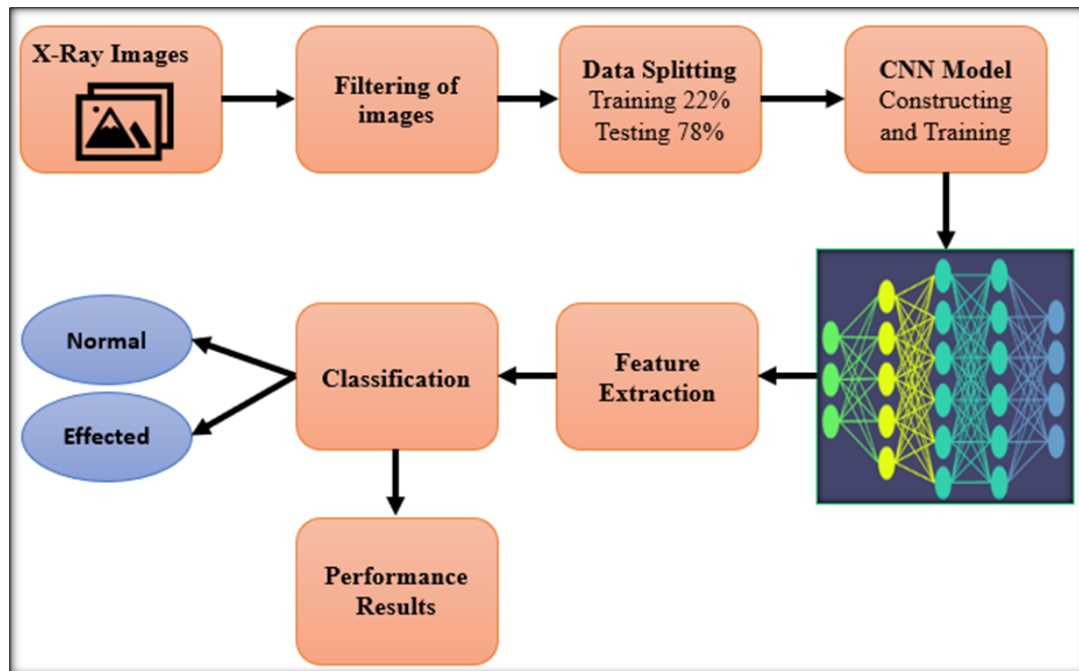 X-Ray Images
Filtering of
images
Data Splitting
Training 22%
Testing 78%
CNN Model
Constructing
and Training
Normal
Effected
Classification
Feature
Extraction
Performance
Results